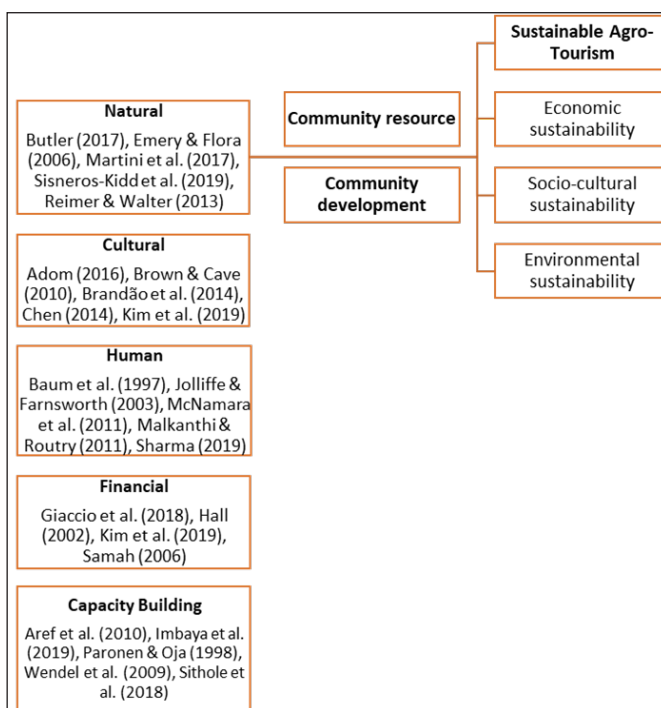 Natural
Butler (2017), Emery & Flora
(2006), Martini et al. (2017),
Sisneros-Kidd et al. (2019),
Reimer & Walter (2013)
Cultural
Adom (2016), Brown & Cave
(2010), Brandão et al. (2014),
Chen (2014), Kim et al. (2019)
Human
Baum et al. (1997), Jolliffe &
Farnsworth (2003), McNamara
et al. (2011), Malkanthi &
Routry (2011), Sharma (2019)
Financial
Giaccio et al. (2018), Hall
(2002), Kim et al. (2019),
Samah (2006)
Capacity Building
Aref et al. (2010), Imbaya et al.
(2019), Paronen & Oja (1998),
Wendel et al. (2009), Sithole et
al. (2018)
Community resource
Community
development
Sustainable Agro-
Tourism
Economic
sustainability
Socio-cultural
sustainability
Environmental
sustainability